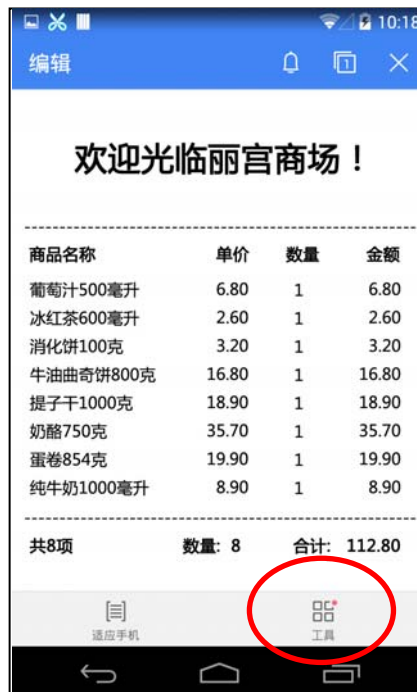 10:18
编辑
1
欢迎光临丽宫商场！
商品名称 单价 数量 金额
葡萄汁500毫升 6.80 1 6.80
冰红茶600毫升 2.60 1 2.60
消化饼100克 3.20 1 3.20
牛油曲奇饼800克 16.80 1 16.80
提子干1000克 18.90 1 18.90
奶酪750克 35.70 1 35.70
蛋卷854克 19.90 1 19.90
纯牛奶1000毫升 8.90 1 8.90
共8项 数量: 8 合计: 112.80
适应手机 工具